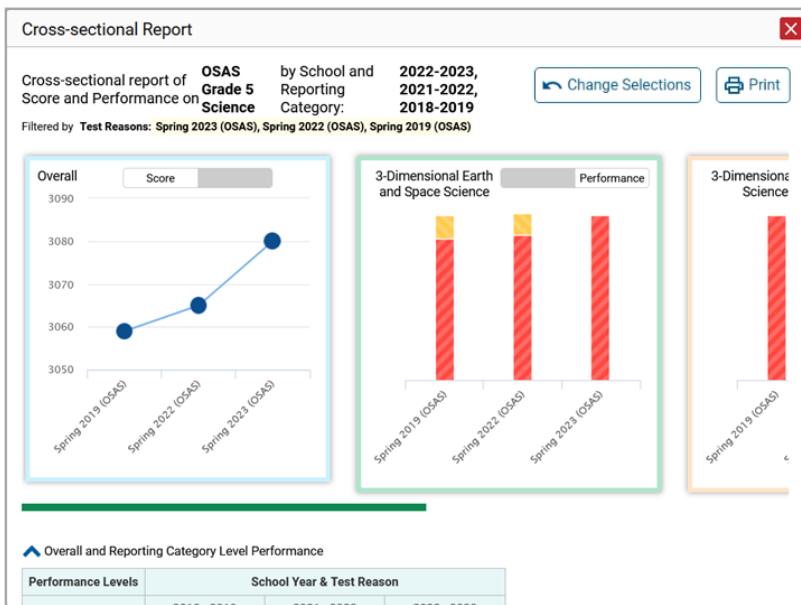 Cross-sectional Report
Cross-sectional report of
Score and Performance on
OSAS
Grade 5
Science
by School and
Reporting
Category:
2022-2023,
2021-2022,
2018-2019
Change Selections
Print
Filtered by Test Reasons: Spring 2023 (OSAS), Spring 2022 (OSAS), Spring 2019 (OSAS)
Overall
Score
3090
3080
3070
3060
3050
Spring 2019 (OSAS)
Spring 2022 (OSAS)
Spring 2023 (OSAS)
3-Dimensional Earth
and Space Science
Performance
Spring 2019 (OSAS)
Spring 2022 (OSAS)
Spring 2023 (OSAS)
3-Dimensiona
Science
Spring 2019 (OSAS)
Overall and Reporting Category Level Performance
Performance Levels
School Year & Test Reason